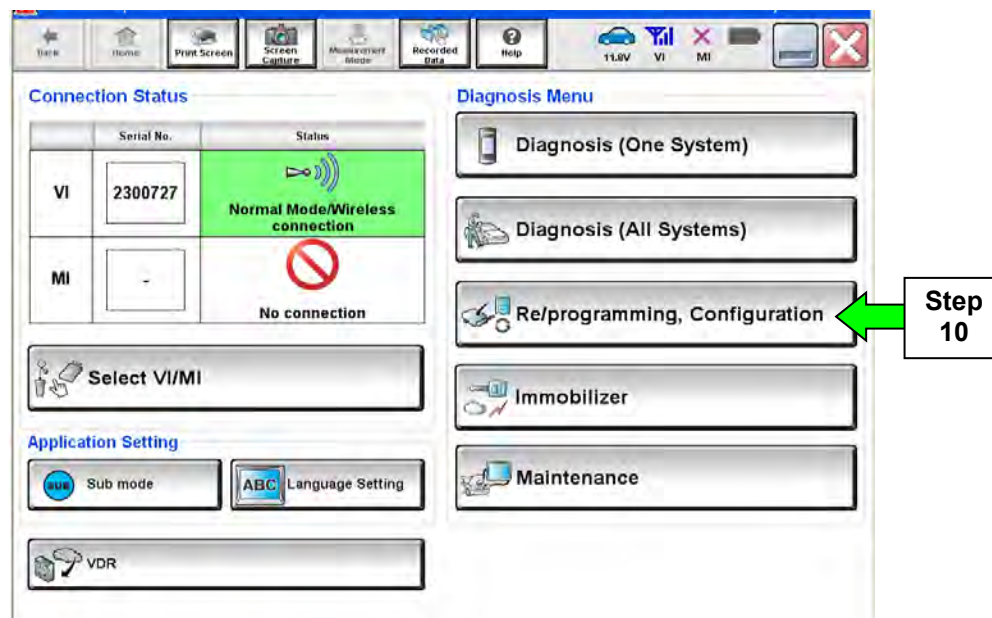 Back
Home
Print Screen
Screen Capture
Measurement Mode
Recorded Data
Help
11.8V
VI
MI
Connection Status
Serial No.
Status
VI
2300727
Normal Mode/Wireless
connection
MI
-
No connection
Select VI/MI
Application Setting
SUB
Sub mode
ABC
Language Setting
VDR
Diagnosis Menu
Diagnosis (One System)
Diagnosis (All Systems)
Re/programming, Configuration
Immobilizer
Maintenance
Step
10